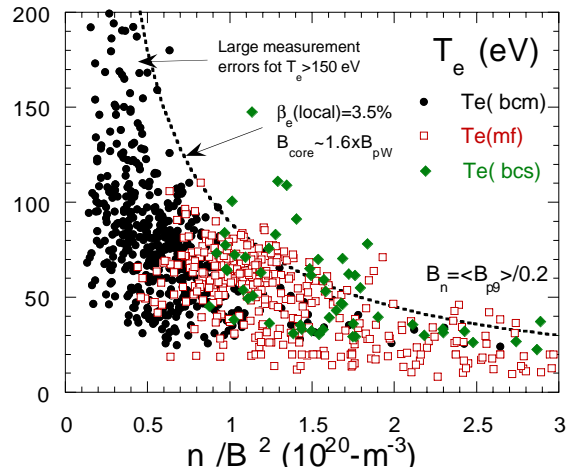 200
150
100
50
0
0
0.5
1
1.5
2
2.5
3
Large measurement
errors fot T_e>150 eV
β_e(local)=3.5%
B_core~1.6xB_pW
T_e (eV)
Te( bcm)
Te(mf)
Te( bcs)
B_n=<B_p9>/0.2
n /B^2 (10^20-m^-3)